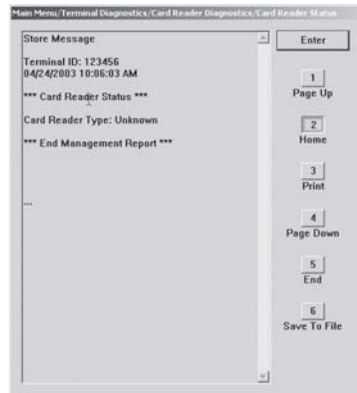 Main Menu/Terminal Diagnostics/Card Reader Diagnostics/Card Reader Status
Store Message
Terminal ID: 123456
04/24/2003 10:06:03 AM
*** Card Reader Status ***
Card Reader Type: Unknown
*** End Management Report ***
...
Enter
1
Page Up
2
Home
3
Print
4
Page Down
5
End
6
Save To File